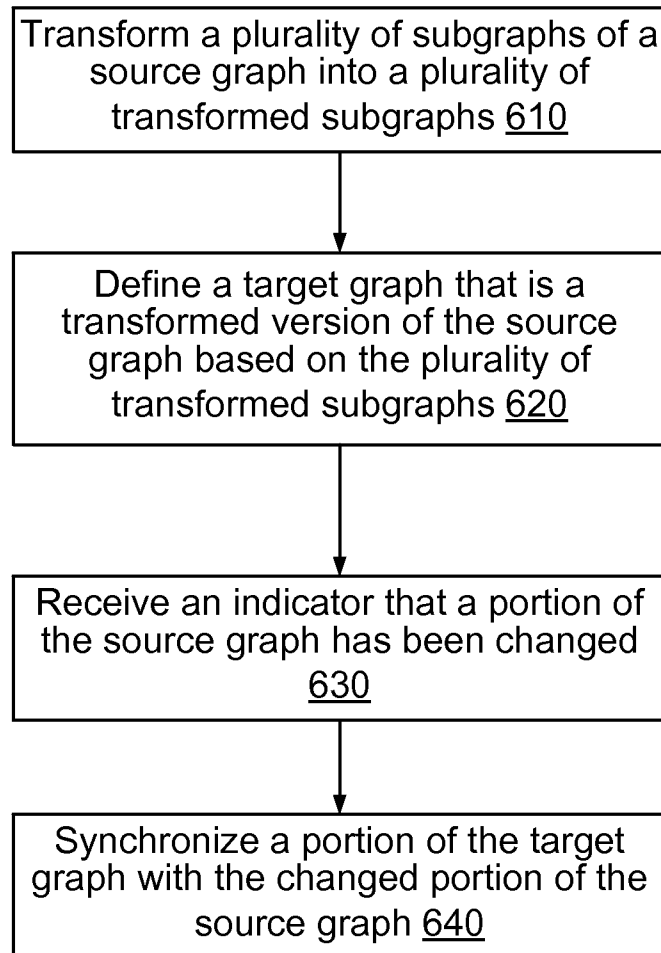 Transform a plurality of subgraphs of a
source graph into a plurality of
transformed subgraphs 610
Define a target graph that is a
transformed version of the source
graph based on the plurality of
transformed subgraphs 620
Receive an indicator that a portion of
the source graph has been changed
630
Synchronize a portion of the target
graph with the changed portion of the
source graph 640